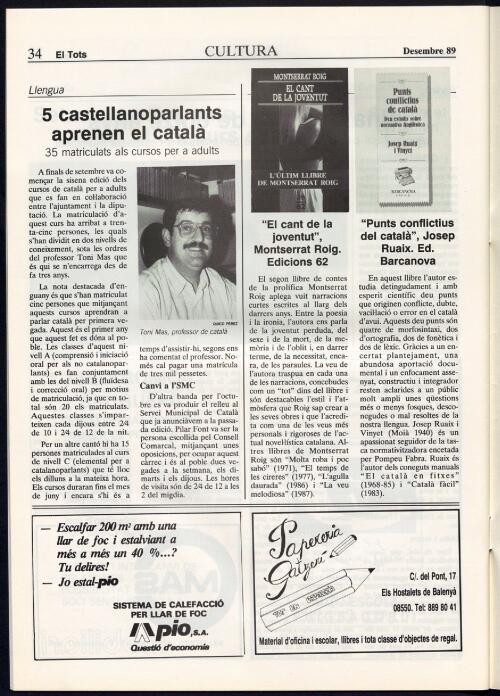 34 El Tots
CULTURA
Desembre 89
Llengua
5 castellanoparlants
aprenen el català
35 matriculats als cursos per a adults
A finals de setembre va co-
mençar la sisena edició dels
cursos de català per a adults
que es fan en col·laboració
entre l'ajuntament i la diputa-
ció. La matriculació d'a-
quest curs ha arribat a tren-
ta-cinc persones, les quals
s'han dividit en dos nivells de
coneixement, sota les ordres
del professor Toni Mas que
és qui se n'encarrega des de
fa tres anys.
La nota destacada d'en-
guany és que s'han matriculat
cinc persones que mitjançant
aquests cursos aprendran a
parlar català per primera ve-
gada. Aquest és el primer any
que aquest fet es dóna al po-
ble. Les classes d'aquest ni-
vell A (comprensió i iniciació
oral per als no catalanopar-
lants) es fan conjuntament
amb les del nivell B (fluïdesa
i correcció oral) per motius
de matriculació, ja que en to-
tal són 20 els matriculats.
Aquestes classes s'impar-
teixen cada dijous entre 24
de 10 i 24 de 12 de la nit.
Per un altre cantó hi ha 15
persones matriculades al curs
de nivell C (elemental per a
catalanoparlants) que té lloc
els dilluns a la mateixa hora.
Els cursos duraran fins el mes
de juny i encara s'hi és a
QUICO PÉREZ
Toni Mas, professor de català
temps d'assistir-hi, segons ens
ha comentat el professor. No-
més cal pagar una matrícula
de tres mil pessetes.
Canvi a l'SMC
D'altra banda per l'octu-
bre es va produir el relleu al
Servei Municipal de Català
que ja anunciàvem a la passa-
da edició. Pilar Font va ser la
persona escollida pel Consell
Comarcal, mitjançant unes
oposicions, per ocupar aquest
càrrec i és al poble dues ve-
gades a la setmana, els di-
marts i els dijous. Les hores
de visita són de 24 de 12 a les
2 del migdia.
MONTSERRAT ROIG
EL CANT
DE LA JOVENTUT
L'ÚLTIM LLIBRE
DE MONTSERRAT ROIG
"El cant de la
joventut",
Montserrat Roig.
Edicions 62
El segon llibre de contes
de la prolífica Montserrat
Roig aplega vuit narracions
curtes escrites al llarg dels
darrers anys. Entre la poesia
i la ironia, l'autora ens parla
de la joventut perduda, del
sexe i de la mort, de la me-
mòria i de l'oblit i, en darrer
terme, de la necessitat, enca-
ra, de les paraules. La veu de
l'autora traspua en cada una
de les narracions, conclebudes
com un "tot" dins del llibre i
són destacables l'estil i l'at-
mòsfera que Roig sap crear a
les seves obres i que l'acredi-
ta com una de les veus més
personals i rigoroses de l'ac-
tual novel·lística catalana. Al-
tres llibres de Montserrat
Roig són "Molta roba i poc
sabó" (1971), "El temps de
les cireres" (1977), "L'agulla
daurada" (1986) i "La veu
melodiosa" (1987).
Punts
conflictius
de català
Deu estudis sobre
normativa lingüística
Josep Ruaix
i Vinyet
BARCANOVA
"Punts conflictius
del català", Josep
Ruaix. Ed.
Barcanova
En aquest llibre l'autor es-
tudia detingudament i amb
esperit científic deu punts
que originen conflicte, dubte,
vacil·lació o error en el català
d'avui. Aquests deu punts són
quatre de morfosintaxi, dos
d'ortografia, dos de fonètica i
dos de lèxic. Gràcies a un en-
certat plantejament, una
abundosa aportació docu-
mental i un enfocament asse-
nyat, constructiu i integrador
resten aclarides a un públic
molt ampli unes qüestions
més o menys fosques, desco-
negudes o mal resoltes de la
nostra llengua. Josep Ruaix i
Vinyet (Moià 1940) és un
apassionat seguidor de la tas-
ca normativitzadora encetada
per Pompeu Fabra. Ruaix és
l'autor dels coneguts manuals
"El català en fitxes"
(1968-85) i "Català fàcil"
(1983).
— Escalfar 200 m² amb una
llar de foc i estalviant a
més a més un 40 %...?
Tu delires!
— Jo estal-pio
SISTEMA DE CALEFACCIÓ
PER LLAR DE FOC
pio, S.A.
Questió d'economia
Papereria
Gatzeri
TOT EN OFERTA
C/. del Pont, 17
Els Hostalets de Balenyà
08550. Tel: 889 80 41
Material d'oficina i escolar, llibres i tota classe d'objectes de regal.